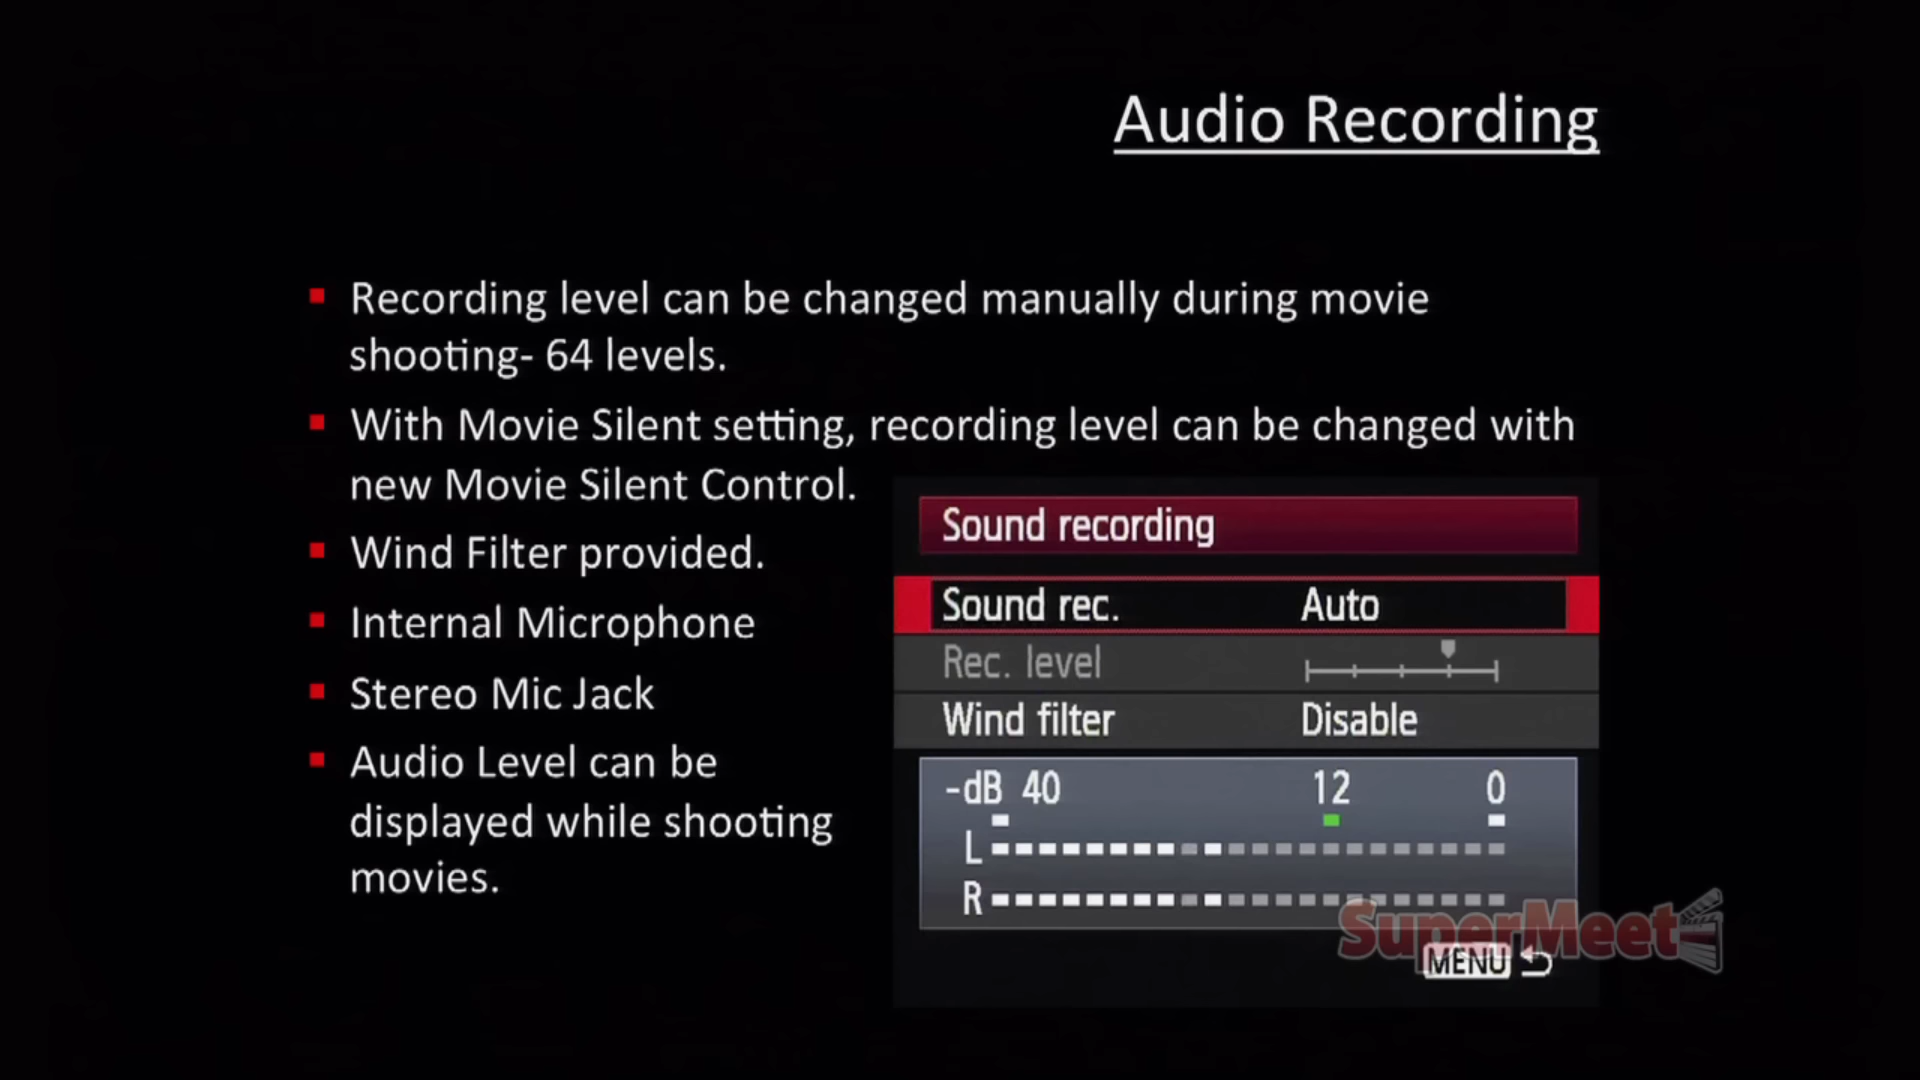 Audio Recording
Recording level can be changed manually during movie
shooting- 64 levels.
With Movie Silent setting, recording level can be changed with
new Movie Silent Control.
Wind Filter provided.
Internal Microphone
Stereo Mic Jack
Audio Level can be
displayed while shooting
movies.
Sound recording
Sound rec. Auto
Rec. level
Wind filter Disable
-dB 40 12 0
L
R
SuperMeet
MENU